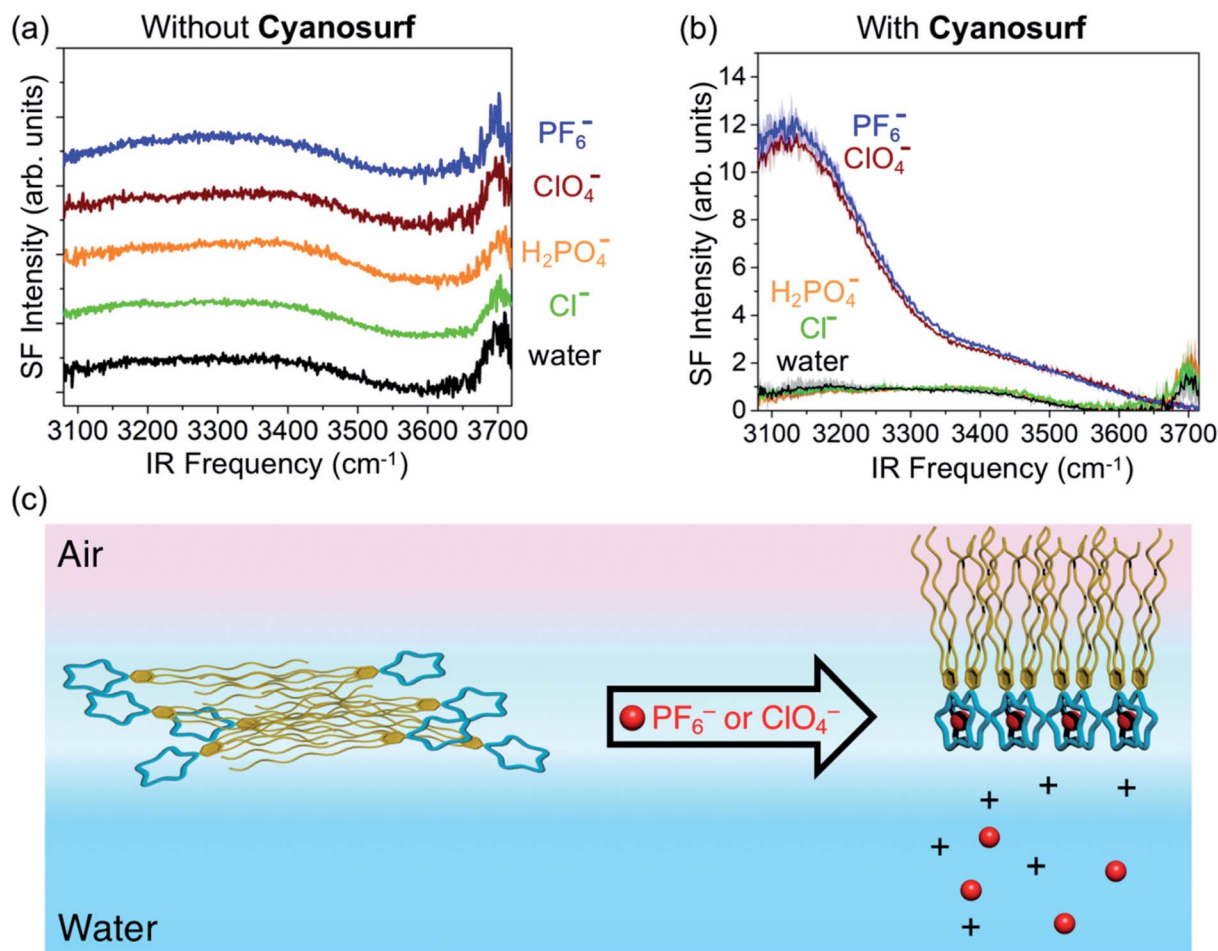 (a) Without Cyanosurf
SF Intensity (arb. units)
PF₆⁻
ClO₄⁻
H₂PO₄⁻
Cl⁻
water
3100 3200 3300 3400 3500 3600 3700
IR Frequency (cm⁻¹)
(b) With Cyanosurf
SF Intensity (arb. units)
14
12
10
8
6
4
2
0
PF₆⁻
ClO₄⁻
H₂PO₄⁻
Cl⁻
water
3100 3200 3300 3400 3500 3600 3700
IR Frequency (cm⁻¹)
(c)
Air
PF₆⁻ or ClO₄⁻
+ + +
+ +
+
Water